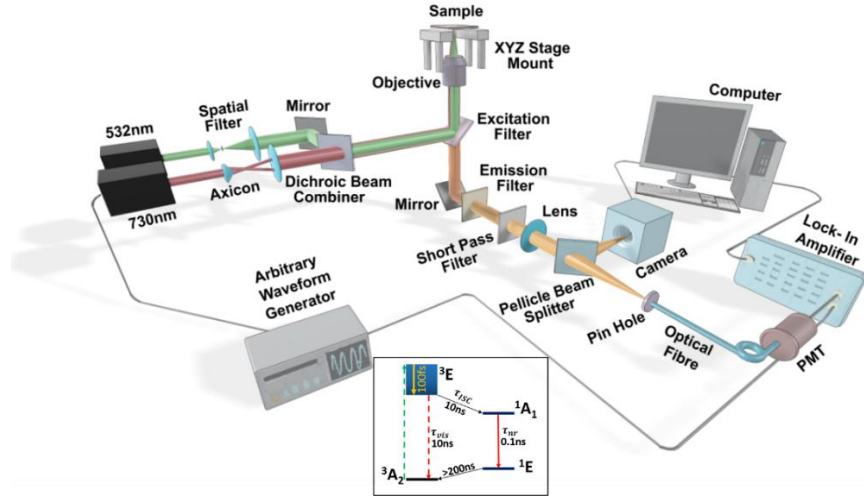 Sample
XYZ Stage
Mount
Objective
Computer
Mirror
Spatial
Filter
532nm
Excitation
Filter
Emission
Filter
Axicon
Dichroic Beam
Combiner
730nm
Mirror
Lens
Lock- In
Amplifier
Short Pass
Filter
Camera
Arbitrary
Waveform
Generator
Pellicle Beam
Splitter
Pin Hole
Optical
Fibre
PMT
100fs
³E
τISC
10ns
¹A₁
τvis
10ns
τnr
0.1ns
>200ns
¹E
³A₂